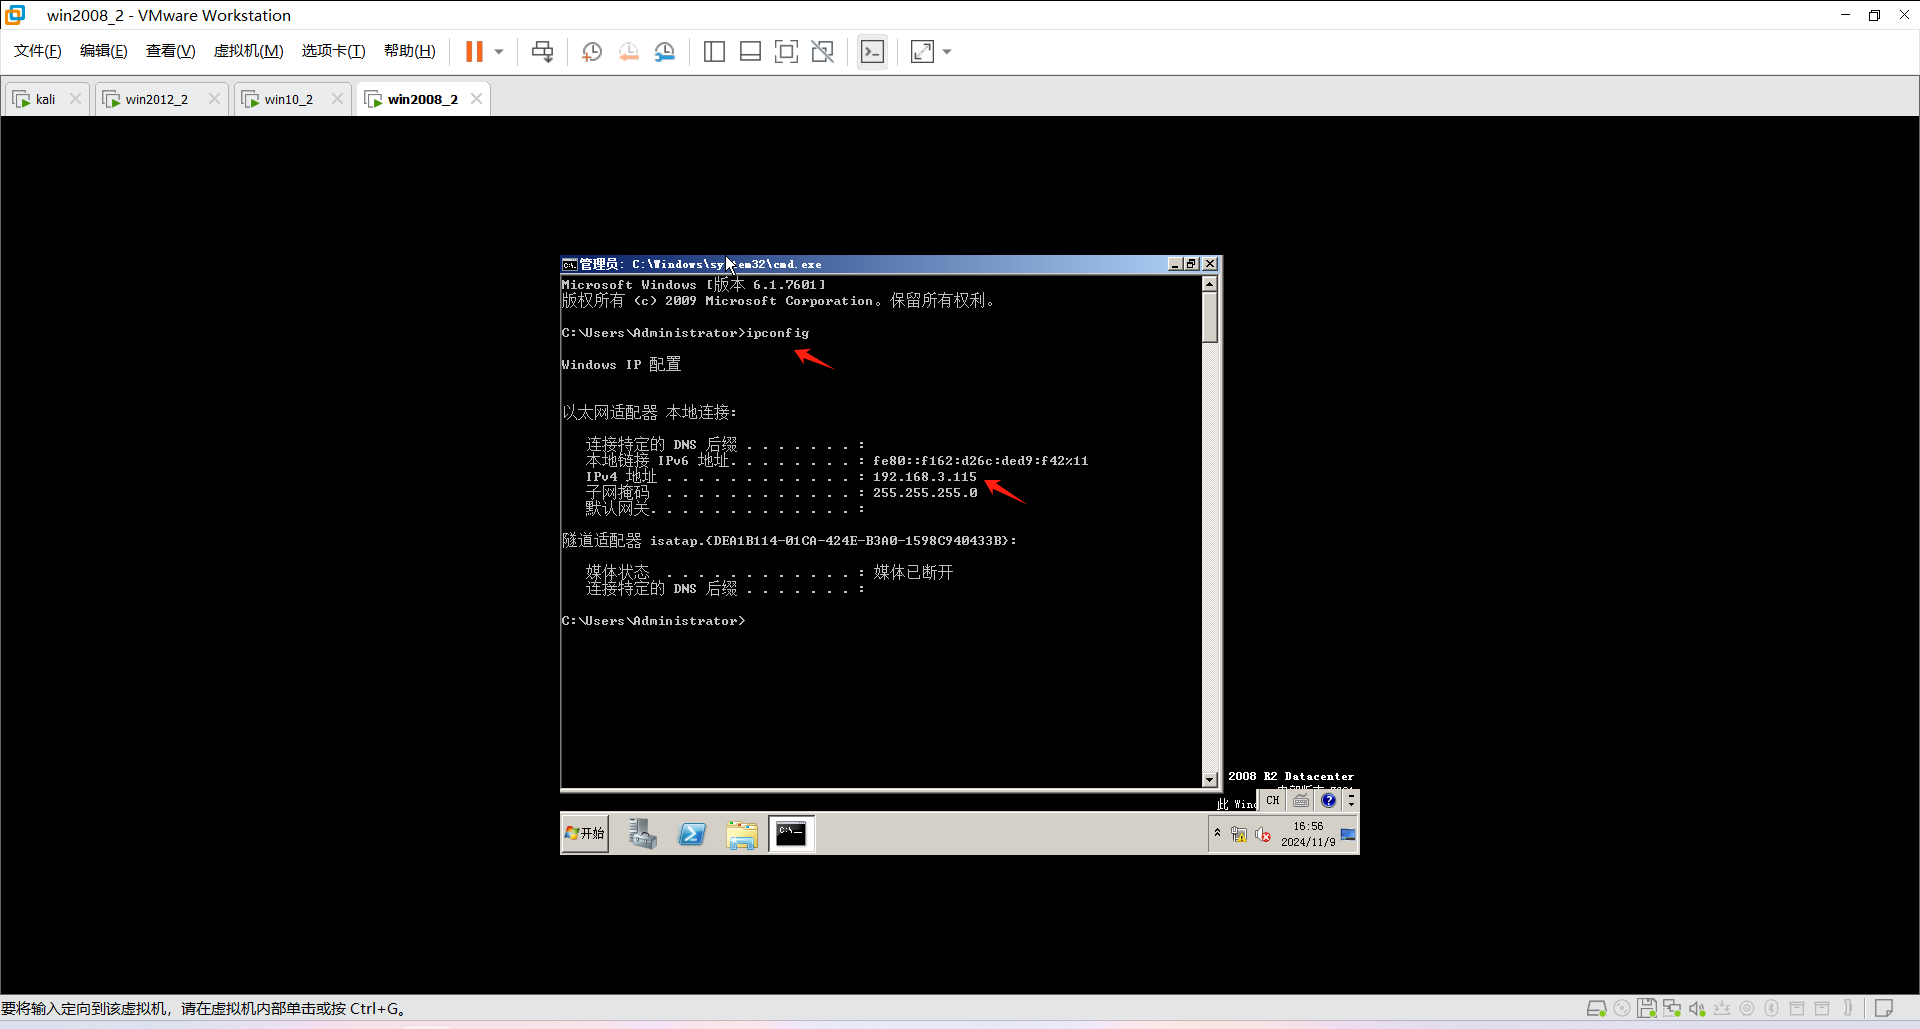 win2008_2 - VMware Workstation
文件(F) 编辑(E) 查看(V) 虚拟机(M) 选项卡(T) 帮助(H)
kali win2012_2 win10_2 win2008_2
管理员: C:\Windows\sy em32\cmd.exe
Microsoft Windows [版本 6.1.7601]
版权所有 (c) 2009 Microsoft Corporation。保留所有权利。
C:\Users\Administrator>ipconfig
Windows IP 配置
以太网适配器 本地连接:
连接特定的 DNS 后缀 . . . . . . . :
本地链接 IPv6 地址. . . . . . . . : fe80::f162:d26c:ded9:f42%11
IPv4 地址 . . . . . . . . . . . . : 192.168.3.115
子网掩码 . . . . . . . . . . . . : 255.255.255.0
默认网关. . . . . . . . . . . . . :
隧道适配器 isatap.{DEA1B114-01CA-424E-B3A0-1598C940433B}:
媒体状态 . . . . . . . . . . . . : 媒体已断开
连接特定的 DNS 后缀 . . . . . . . :
C:\Users\Administrator>
2008 R2 Datacenter
此 Wind
CH
开始
C:\_
16:56
2024/11/9
要将输入定向到该虚拟机，请在虚拟机内部单击或按 Ctrl+G。